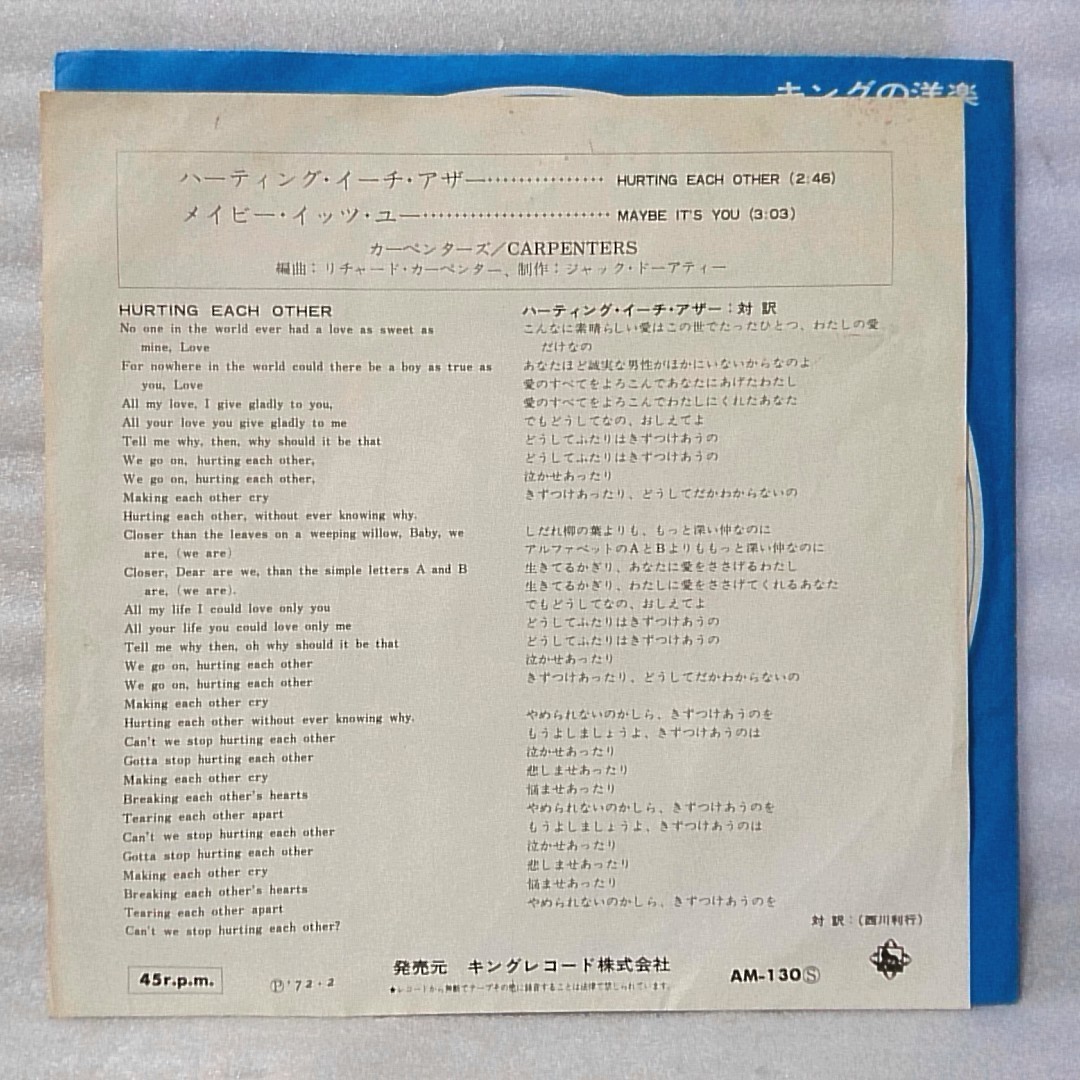 キングの洋楽
ハーティング・イーチ・アザー・・・・・・・・・・・・・・・ HURTING EACH OTHER (2:46)
メイビー・イッツ・ユー・・・・・・・・・・・・・・・・・・・・・・・・・ MAYBE IT'S YOU (3:03)
カーペンターズ/CARPENTERS
編曲:リチャード・カーペンター、制作:ジャック・ドーアティー
HURTING EACH OTHER
No one in the world ever had a love as sweet as
mine, Love
For nowhere in the world could there be a boy as true as
you, Love
All my love, I give gladly to you,
All your love you give gladly to me
Tell me why, then, why should it be that
We go on, hurting each other,
We go on, hurting each other,
Making each other cry
Hurting each other, without ever knowing why.
Closer than the leaves on a weeping willow, Baby, we
are, (we are)
Closer, Dear are we, than the simple letters A and B
are, (we are).
All my life I could love only you
All your life you could love only me
Tell me why then, oh why should it be that
We go on, hurting each other
We go on, hurting each other
Making each other cry
Hurting each other without ever knowing why.
Can't we stop hurting each other
Gotta stop hurting each other
Making each other cry
Breaking each other's hearts
Tearing each other apart
Can't we stop hurting each other
Gotta stop hurting each other
Making each other cry
Breaking each other's hearts
Tearing each other apart
Can't we stop hurting each other?
ハーティング・イーチ・アザー:対訳
こんなに素晴らしい愛はこの世でたったひとつ、わたしの愛
だけなの
あなたほど誠実な男性がほかにいないからなのよ
愛のすべてをよろこんであなたにあげたわたし
愛のすべてをよろこんでわたしにくれたあなた
でもどうしてなの、おしえてよ
どうしてふたりはきずつけあうの
どうしてふたりはきずつけあうの
泣かせあったり
きずつけあったり、どうしてだかわからないの
しだれ柳の葉よりも、もっと深い仲なのに
アルファベットのAとBよりももっと深い仲なのに
生きてるかぎり、あなたに愛をささげるわたし
生きてるかぎり、わたしに愛をささげてくれるあなた
でもどうしてなの、おしえてよ
どうしてふたりはきずつけあうの
どうしてふたりはきずつけあうの
泣かせあったり
きずつけあったり、どうしてだかわからないの
やめられないのかしら、きずつけあうのを
もうよしましょうよ、きずつけあうのは
泣かせあったり
悲しませあったり
悩ませあったり
やめられないのかしら、きずつけあうのを
もうよしましょうよ、きずつけあうのは
泣かせあったり
悲しませあったり
悩ませあったり
やめられないのかしら、きずつけあうのを
対訳:(西川利行)
45r.p.m.
Ⓟ'72・2
発売元 キングレコード株式会社
★レコードから無断でテープその他に録音することは法律で禁じられています。
AM-130Ⓢ